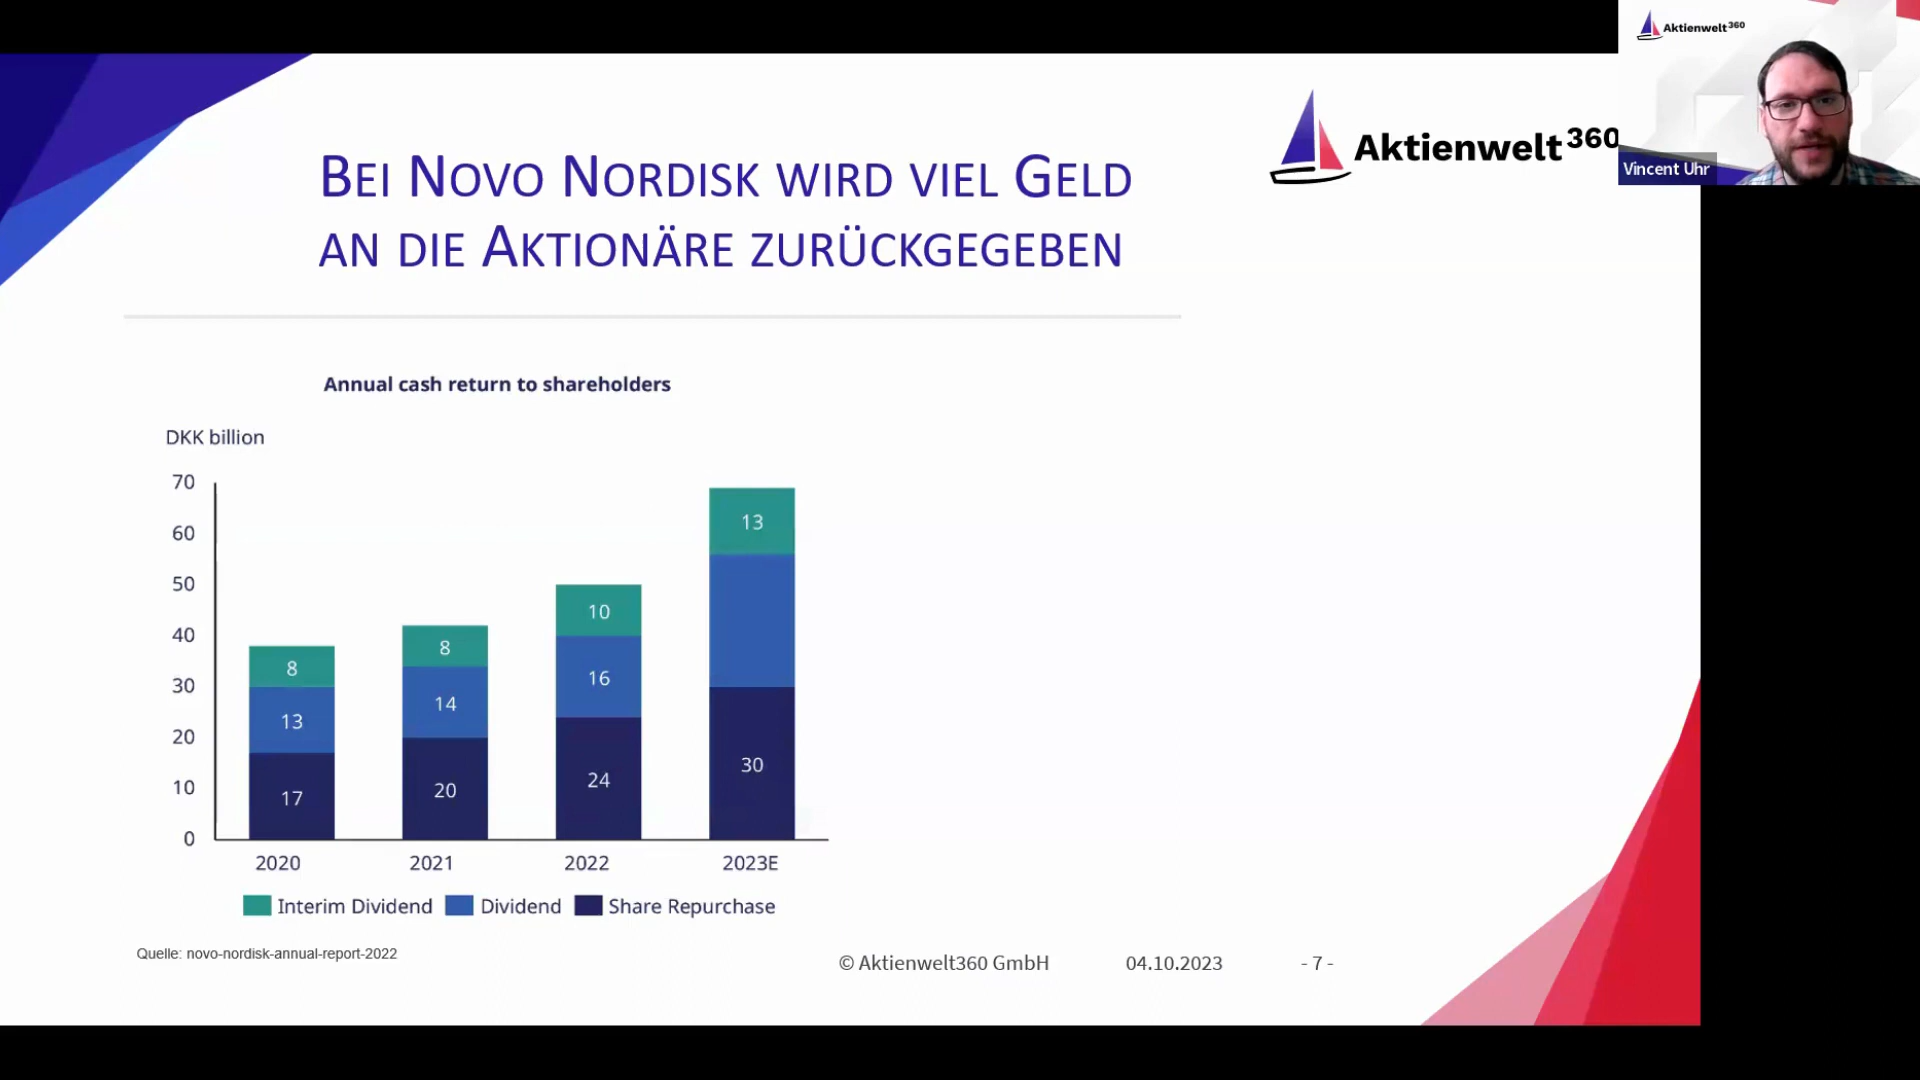 Aktienwelt360
Vincent Uhr
BEI NOVO NORDISK WIRD VIEL GELD
AN DIE AKTIONÄRE ZURÜCKGEGEBEN
Aktienwelt360
Annual cash return to shareholders
DKK billion
70
60
50
40
30
20
10
0
8
13
17
8
14
20
10
16
24
13
30
2020 2021 2022 2023E
Interim Dividend Dividend Share Repurchase
Quelle: novo-nordisk-annual-report-2022
© Aktienwelt360 GmbH 04.10.2023 - 7 -